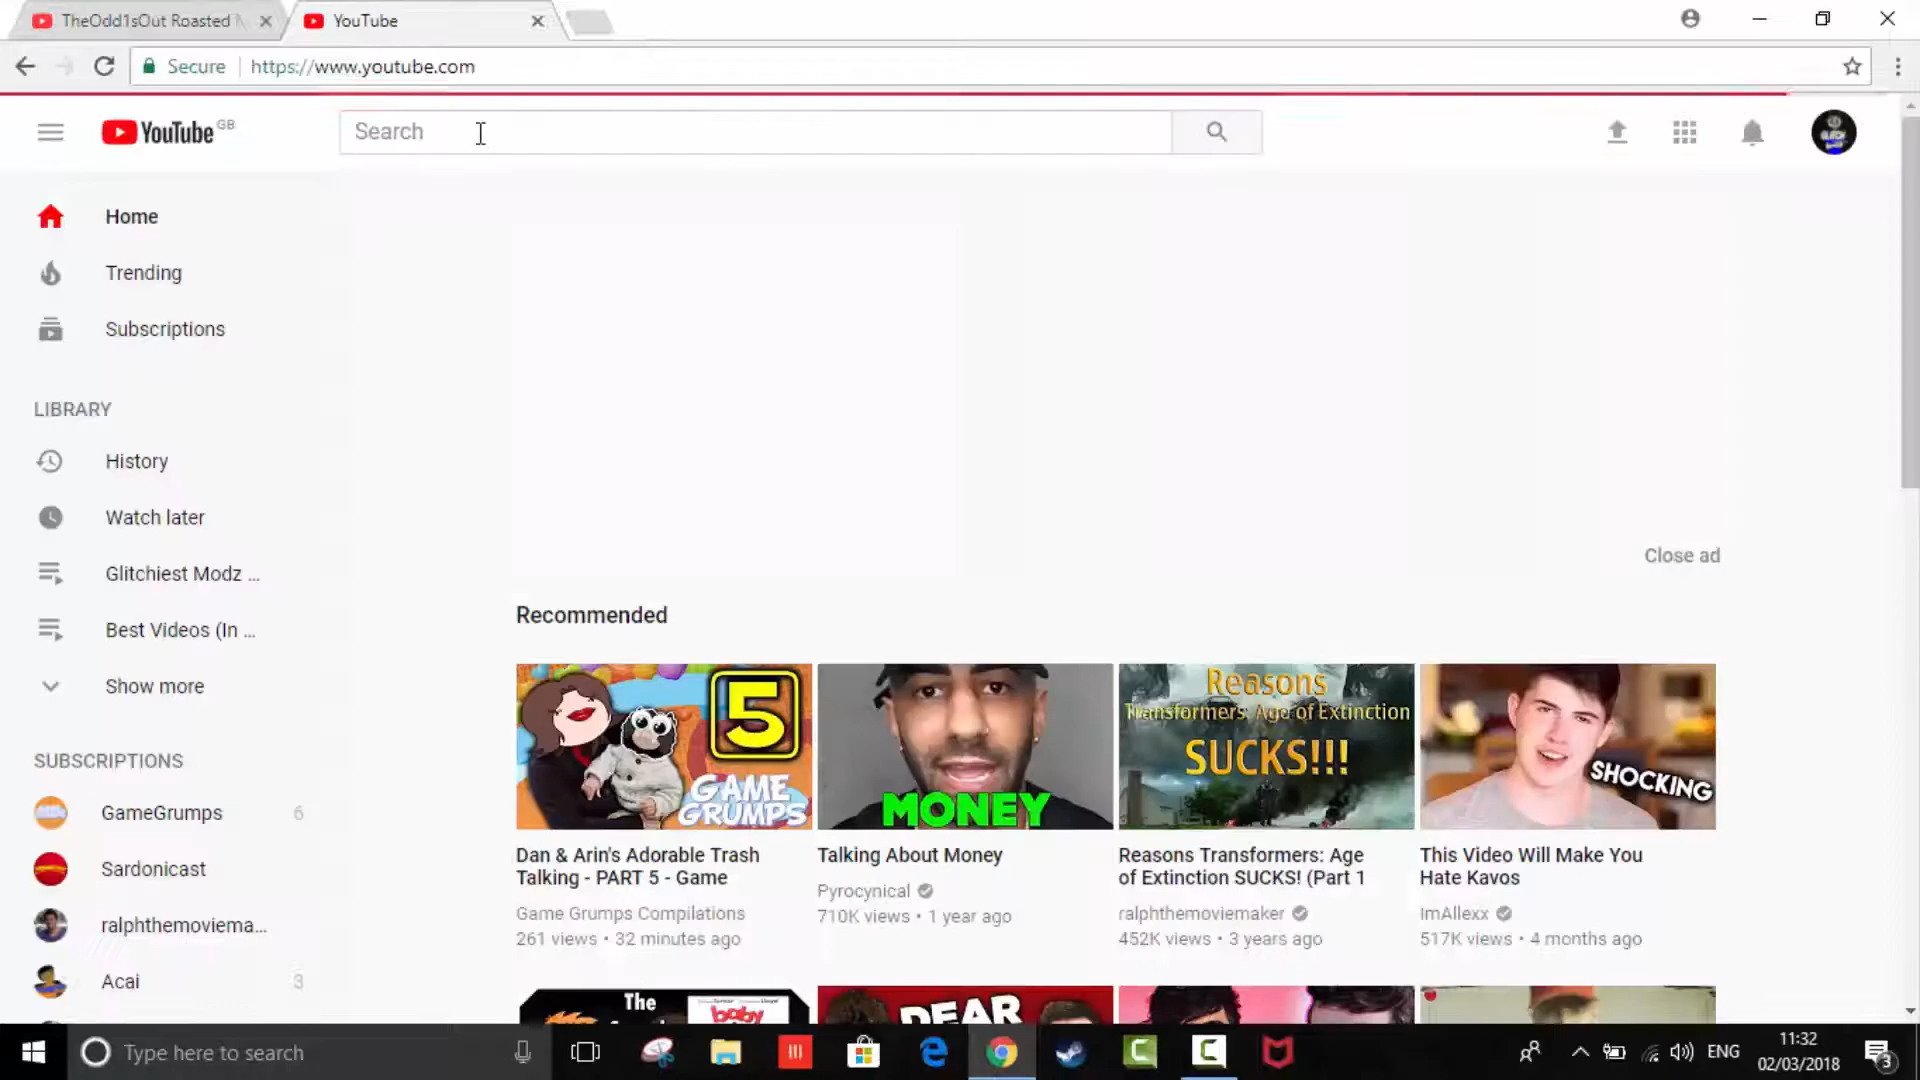 TheOdd1sOut Roasted
YouTube
Secure
https://www.youtube.com
YouTube GB
Search
Home
Trending
Subscriptions
LIBRARY
History
Watch later
Glitchiest Modz ...
Best Videos (In ...
Show more
SUBSCRIPTIONS
GameGrumps 6
Sardonicast
ralphthemoviema...
Acai 3
Close ad
Recommended
5
GAME
GRUMPS
Dan & Arin's Adorable Trash
Talking - PART 5 - Game
Game Grumps Compilations
261 views • 32 minutes ago
MONEY
Talking About Money
Pyrocynical
710K views • 1 year ago
Reasons
Transformers: Age of Extinction
SUCKS!!!
Reasons Transformers: Age
of Extinction SUCKS! (Part 1
ralphthemoviemaker
452K views • 3 years ago
SHOCKING
This Video Will Make You
Hate Kavos
ImAllexx
517K views • 4 months ago
The
baby
DEAR
Type here to search
ENG
11:32
02/03/2018
3